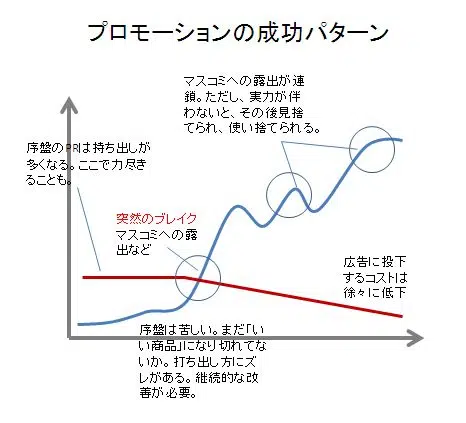 プロモーションの成功パターン
マスコミへの露出が連
鎖。ただし、実力が伴
わないと、その後見捨
てられ、使い捨てられる。
序盤のPRは持ち出しが
多くなる。ここで力尽き
ることも。
突然のブレイク
マスコミへの露
出など
広告に投下
するコストは
徐々に低下
序盤は苦しい。まだ「い
い商品」になり切れてな
いか。打ち出し方にズ
レがある。継続的な改
善が必要。